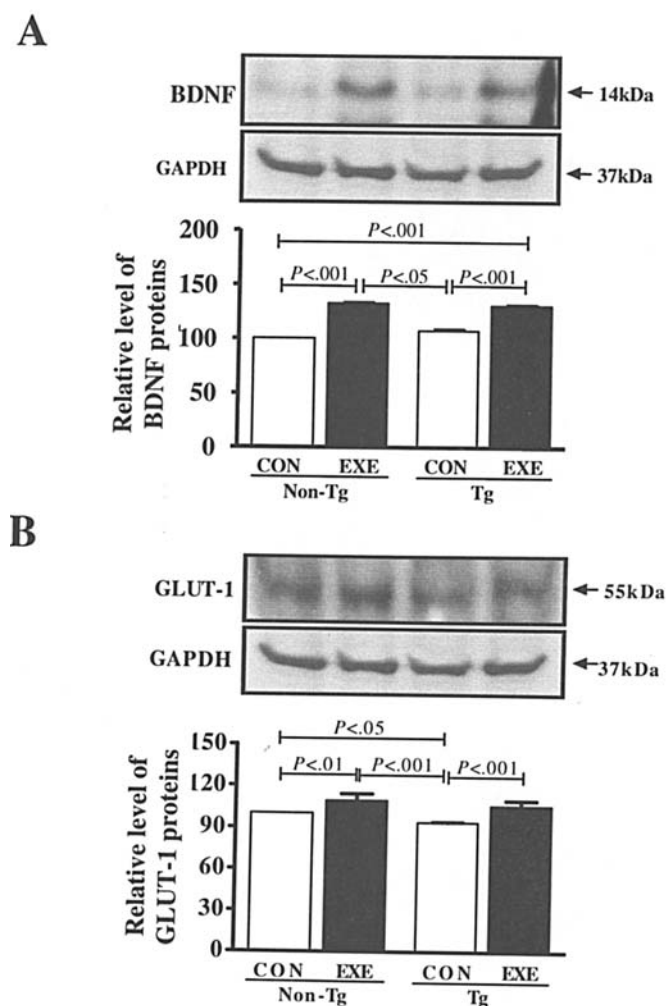 A
BDNF
14kDa
GAPDH
37kDa
Relative level of
BDNF proteins
200
150
100
50
0
P<.001
P<.001 P<.05 P<.001
CON EXE CON EXE
Non-Tg Tg
B
GLUT-1
55kDa
GAPDH
37kDa
Relative level of
GLUT-1 proteins
150
120
90
60
30
0
P<.05
P<.01 P<.001 P<.001
CON EXE CON EXE
Non-Tg Tg